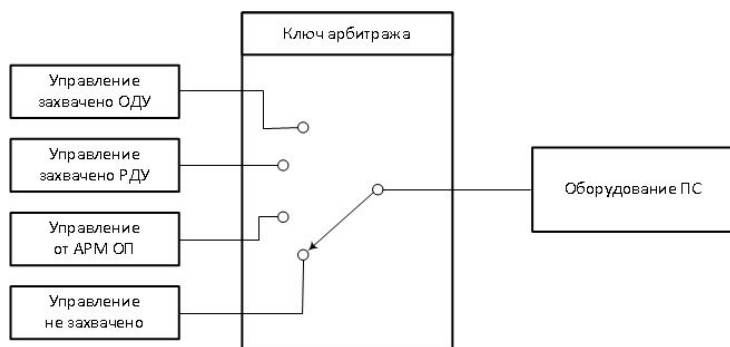 Ключ арбитража
Управление
захвачено ОДУ
Управление
захвачено РДУ
Управление
от АРМ ОП
Управление
не захвачено
Оборудование ПС